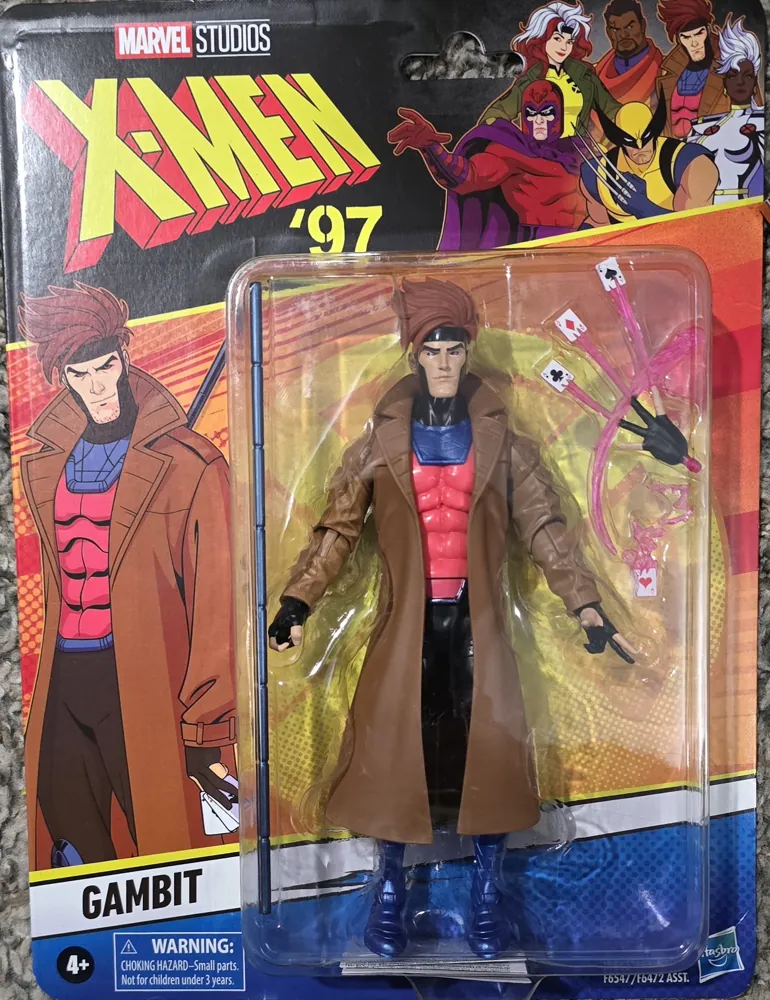 MARVEL STUDIOS
X-MEN
'97
GAMBIT
4+
WARNING:
CHOKING HAZARD–Small parts.
Not for children under 3 years.
Hasbro
F6547/F6472 ASST.